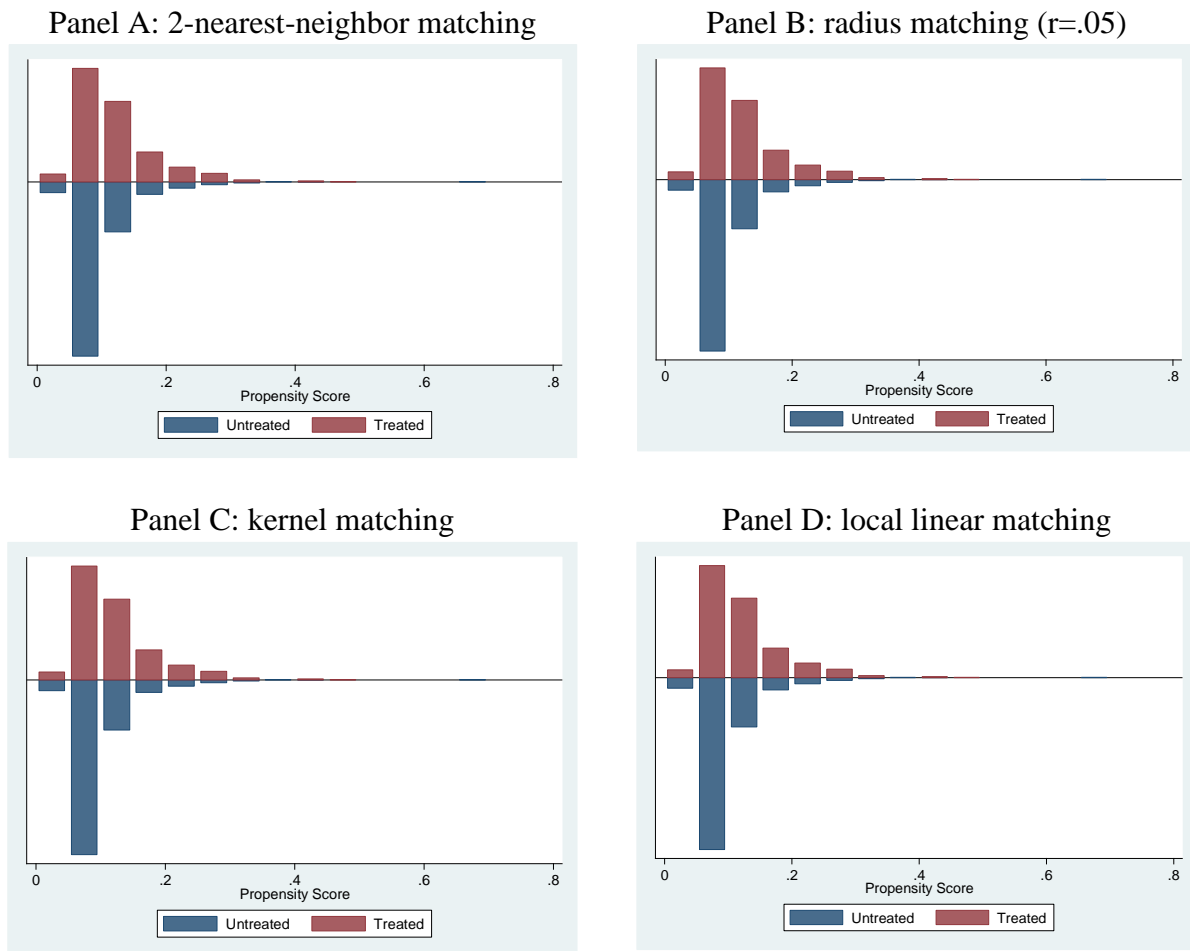 Panel A: 2-nearest-neighbor matching
0 .2 .4 .6 .8
Propensity Score
Untreated Treated
Panel B: radius matching (r=.05)
0 .2 .4 .6 .8
Propensity Score
Untreated Treated
Panel C: kernel matching
0 .2 .4 .6 .8
Propensity Score
Untreated Treated
Panel D: local linear matching
0 .2 .4 .6 .8
Propensity Score
Untreated Treated